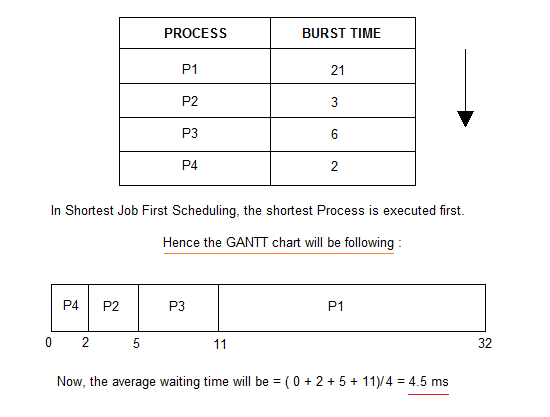 PROCESS BURST TIME
P1 21
P2 3
P3 6
P4 2
In Shortest Job First Scheduling, the shortest Process is executed first.
Hence the GANTT chart will be following :
P4 P2 P3 P1
0 2 5 11 32
Now, the average waiting time will be = ( 0 + 2 + 5 + 11)/4 = 4.5 ms